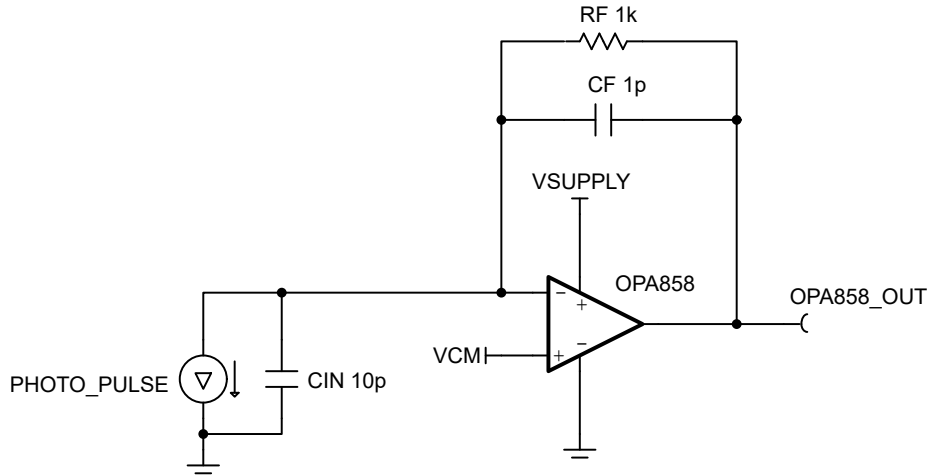 RF 1k
CF 1p
VSUPPLY
OPA858
OPA858_OUT
VCM
PHOTO_PULSE
CIN 10p